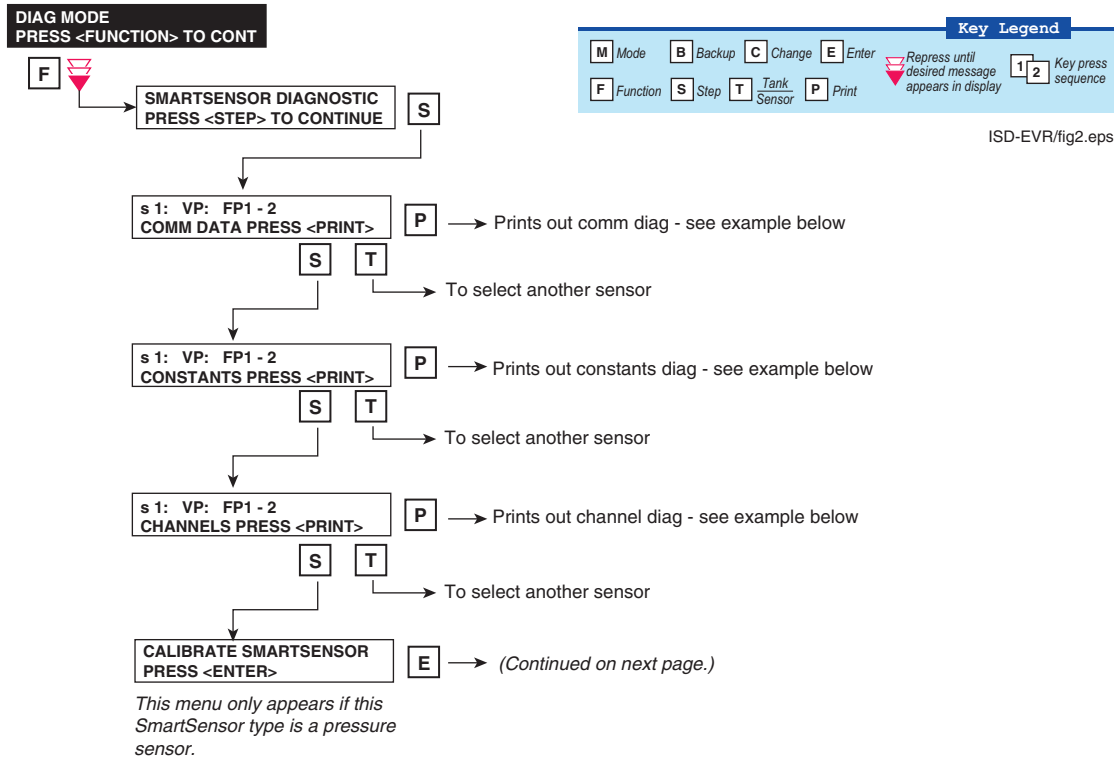 DIAG MODE
PRESS <FUNCTION> TO CONT
Key Legend
M Mode B Backup C Change E Enter
F Function S Step T Tank Sensor P Print
Repress until
desired message
appears in display
1 2 Key press
sequence
ISD-EVR/fig2.eps
F
SMARTSENSOR DIAGNOSTIC
PRESS <STEP> TO CONTINUE
S
s 1: VP: FP1 - 2
COMM DATA PRESS <PRINT>
P
Prints out comm diag - see example below
S T
To select another sensor
s 1: VP: FP1 - 2
CONSTANTS PRESS <PRINT>
P
Prints out constants diag - see example below
S T
To select another sensor
s 1: VP: FP1 - 2
CHANNELS PRESS <PRINT>
P
Prints out channel diag - see example below
S T
To select another sensor
CALIBRATE SMARTSENSOR
PRESS <ENTER>
E
(Continued on next page.)
This menu only appears if this
SmartSensor type is a pressure
sensor.